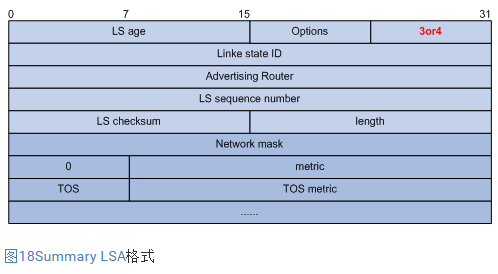 0 7 15 31
LS age Options 3or4
Linke state ID
Advertising Router
LS sequence number
LS checksum length
Network mask
0 metric
TOS TOS metric
......
图18Summary LSA格式